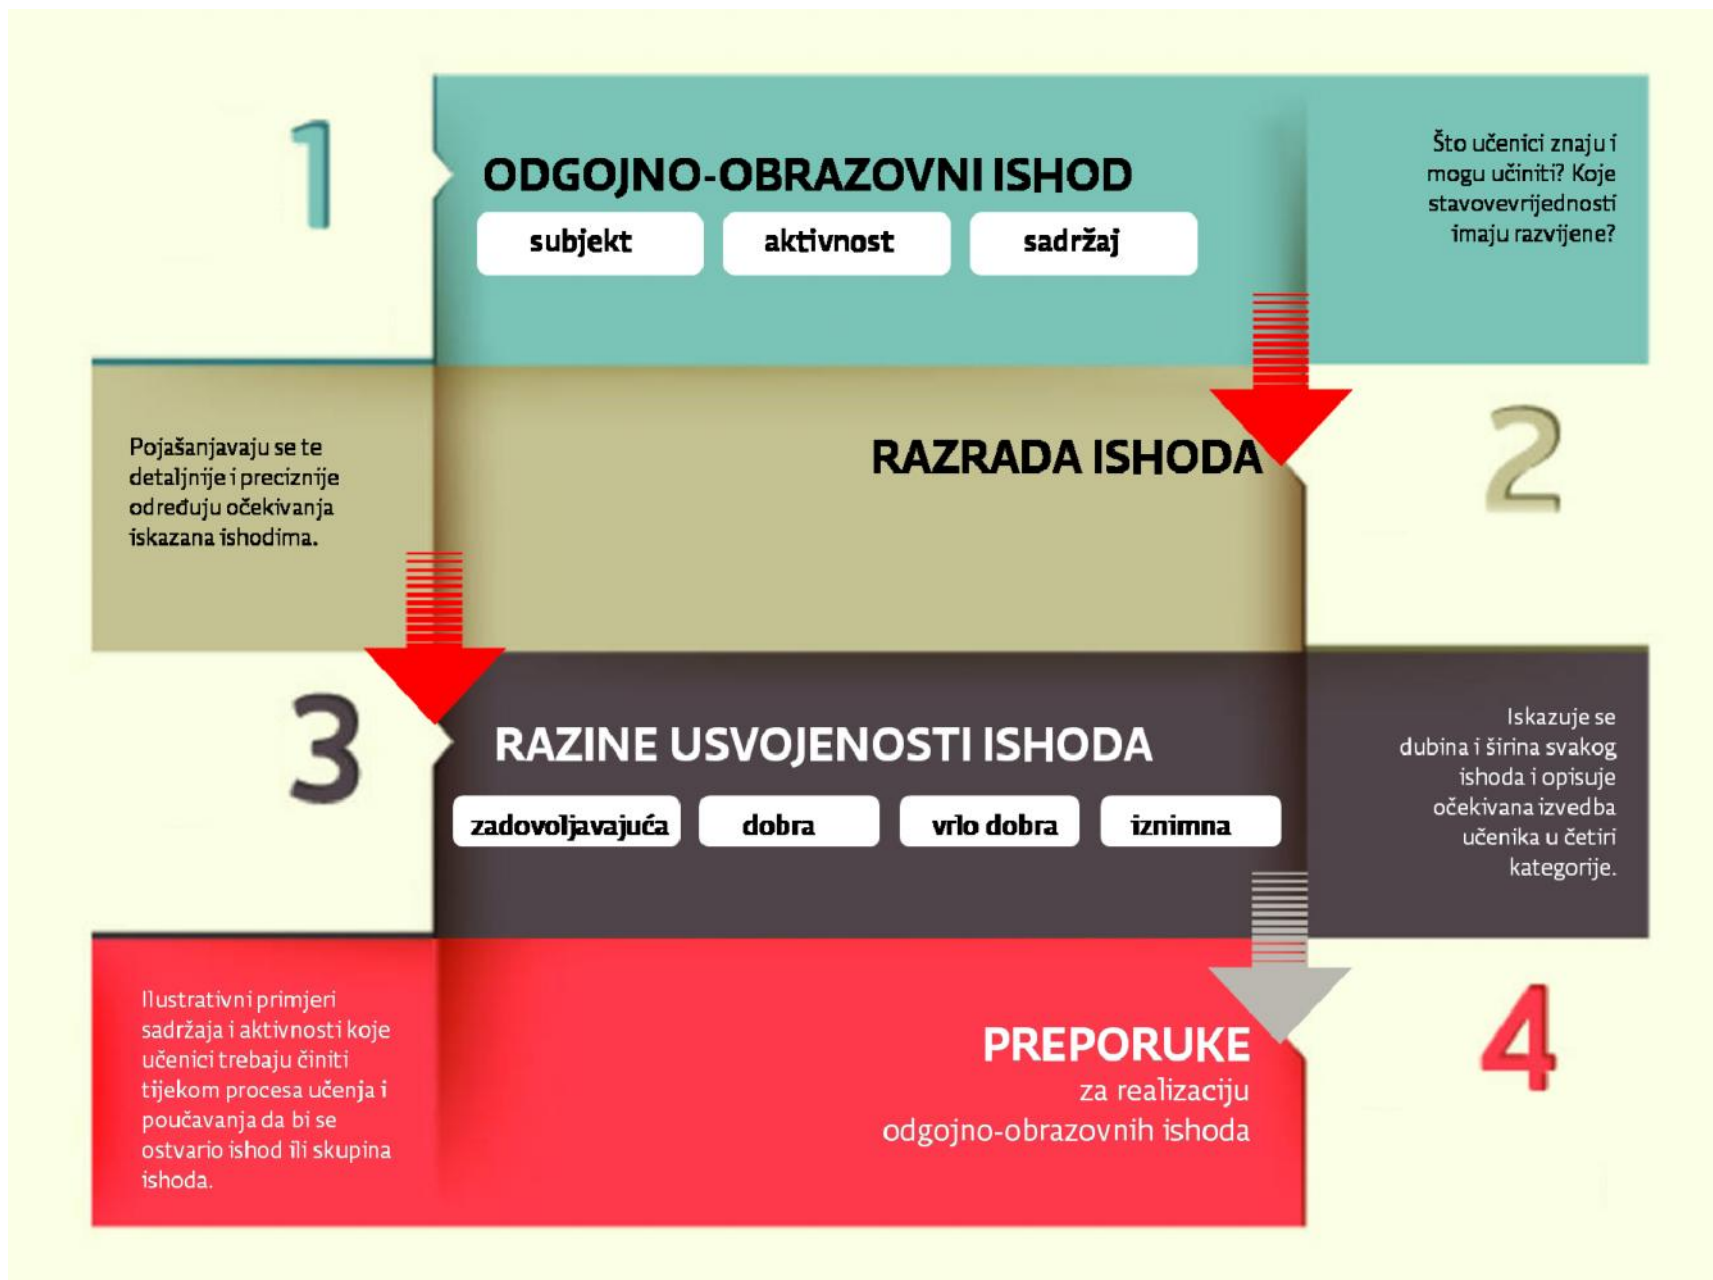 1
ODGOJNO-OBRAZOVNI ISHOD
subjekt
aktivnost
sadržaj
Što učenici znaju i
mogu učiniti? Koje
stavovevrijednosti
imaju razvijene?
2
RAZRADA ISHODA
Pojašanjavaju se te
detaljnije i preciznije
određuju očekivanja
iskazana ishodima.
3
RAZINE USVOJENOSTI ISHODA
zadovoljavajuća
dobra
vrlo dobra
iznimna
Iskazuje se
dubina i širina svakog
ishoda i opisuje
očekivana izvedba
učenika u četiri
kategorije.
4
PREPORUKE
za realizaciju
odgojno-obrazovnih ishoda
Ilustrativni primjeri
sadržaja i aktivnosti koje
učenici trebaju činiti
tijekom procesa učenja i
poučavanja da bi se
ostvario ishod ili skupina
ishoda.